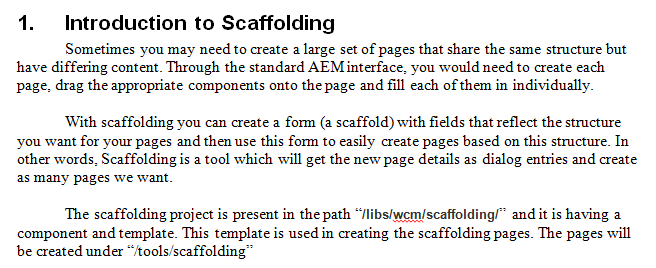 1. Introduction to Scaffolding
Sometimes you may need to create a large set of pages that share the same structure but
have differing content. Through the standard AEM interface, you would need to create each
page, drag the appropriate components onto the page and fill each of them in individually.
With scaffolding you can create a form (a scaffold) with fields that reflect the structure
you want for your pages and then use this form to easily create pages based on this structure. In
other words, Scaffolding is a tool which will get the new page details as dialog entries and create
as many pages we want.
The scaffolding project is present in the path “/libs/wcm/scaffolding/” and it is having a
component and template. This template is used in creating the scaffolding pages. The pages will
be created under “/tools/scaffolding”